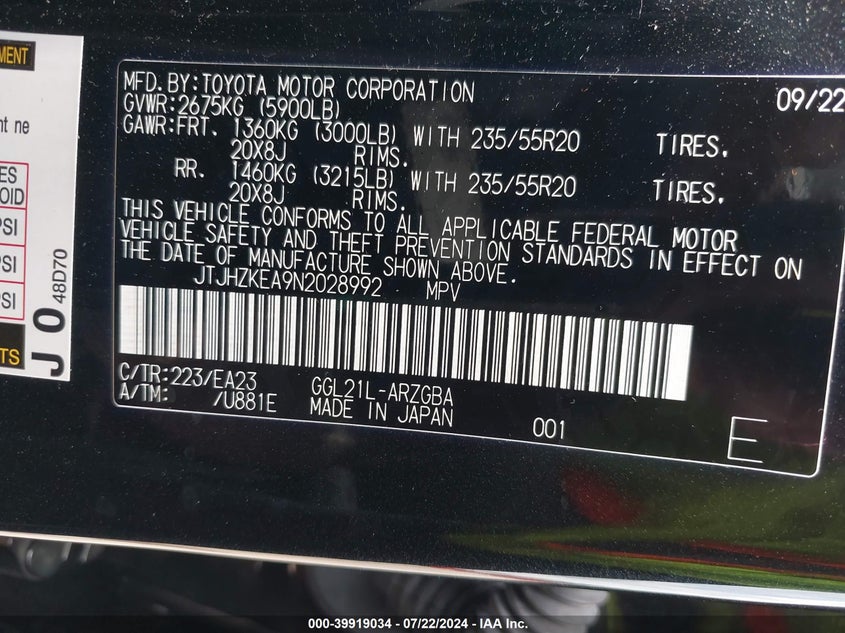 MENT
nt ne
ES
OID
PSI
PSI
PSI
TS
J 0
48D70
MFD.BY:TOYOTA MOTOR CORPORATION 09/22
GVWR:2675KG (5900LB)
GAWR:FRT. 1360KG (3000LB) WITH 235/55R20 TIRES.
20X8J RIMS.
RR. 1460KG (3215LB) WITH 235/55R20 TIRES.
20X8J RIMS.
THIS VEHICLE CONFORMS TO ALL APPLICABLE FEDERAL MOTOR
VEHICLE SAFETY AND THEFT PREVENTION STANDARDS IN EFFECT ON
THE DATE OF MANUFACTURE SHOWN ABOVE.
JTJHZKEA9N2028992 MPV
C/TR:223/EA23 GGL21L-ARZGBA
A/TM: /U881E MADE IN JAPAN 001
E
000-39919034 - 07/22/2024 - IAA Inc.